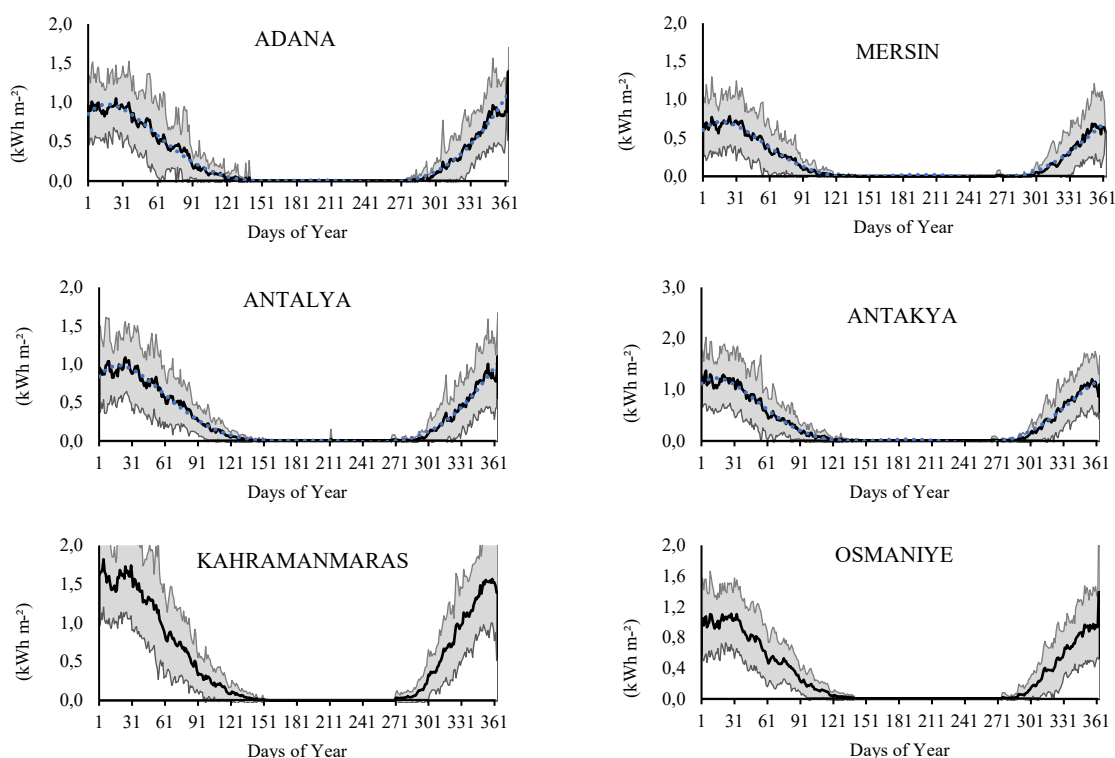 ADANA
(kWh m-²)
2,0
1,5
1,0
0,5
0,0
1 31 61 91 121 151 181 211 241 271 301 331 361
Days of Year
MERSIN
(kWh m-²)
2,0
1,5
1,0
0,5
0,0
1 31 61 91 121 151 181 211 241 271 301 331 361
Days of Year
ANTALYA
(kWh m-²)
2,0
1,5
1,0
0,5
0,0
1 31 61 91 121 151 181 211 241 271 301 331 361
Days of Year
ANTAKYA
(kWh m-²)
3,0
2,0
1,0
0,0
1 31 61 91 121 151 181 211 241 271 301 331 361
Days of Year
KAHRAMANMARAS
(kWh m-²)
2,0
1,5
1,0
0,5
0,0
1 31 61 91 121 151 181 211 241 271 301 331 361
Days of Year
OSMANIYE
(kWh m-²)
2,0
1,6
1,2
0,8
0,4
0,0
1 31 61 91 121 151 181 211 241 271 301 331 361
Days of Year